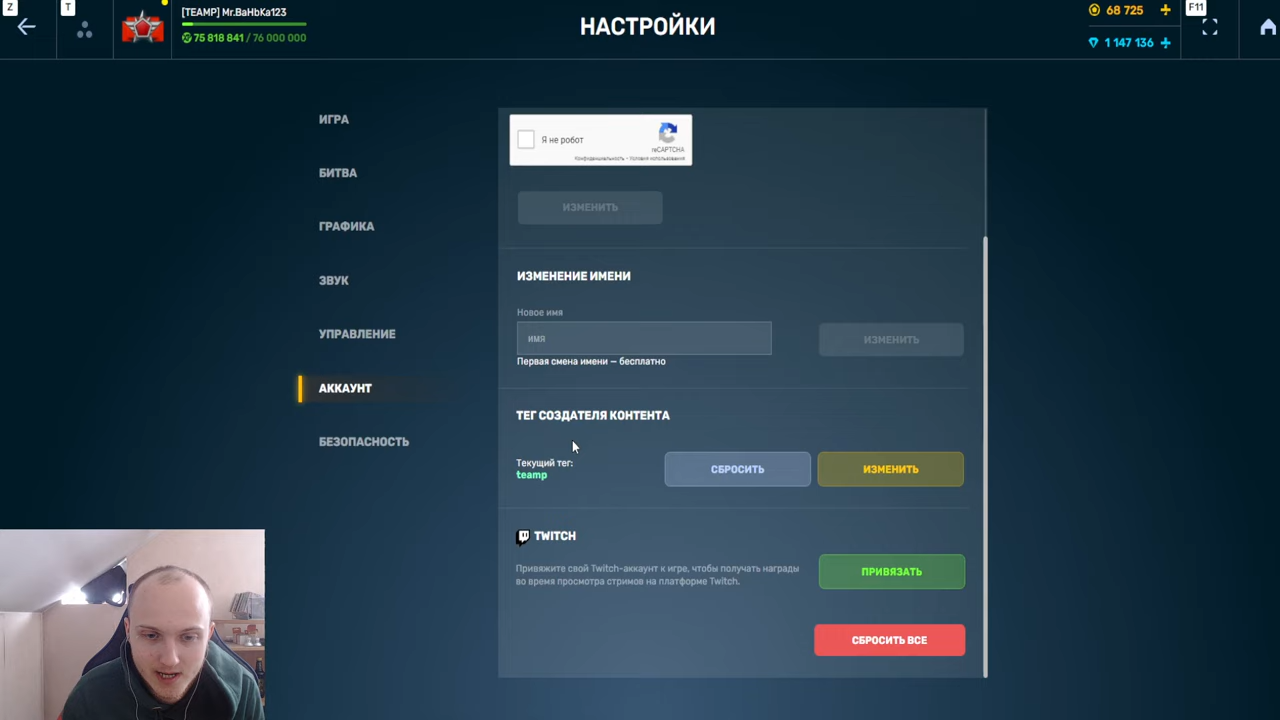 Z
T
[TEAMP] Mr.BaHbKa123
75 818 841 / 76 000 000
НАСТРОЙКИ
68 725
1 147 136
F11
ИГРА
БИТВА
ГРАФИКА
ЗВУК
УПРАВЛЕНИЕ
АККАУНТ
БЕЗОПАСНОСТЬ
Я не робот
reCAPTCHA
Конфиденциальность - Условия использования
ИЗМЕНИТЬ
ИЗМЕНЕНИЕ ИМЕНИ
Новое имя
имя
ИЗМЕНИТЬ
Первая смена имени — бесплатно
ТЕГ СОЗДАТЕЛЯ КОНТЕНТА
Текущий тег:
teamp
СБРОСИТЬ
ИЗМЕНИТЬ
TWITCH
Привяжите свой Twitch-аккаунт к игре, чтобы получать награды
во время просмотра стримов на платформе Twitch.
ПРИВЯЗАТЬ
СБРОСИТЬ ВСЕ